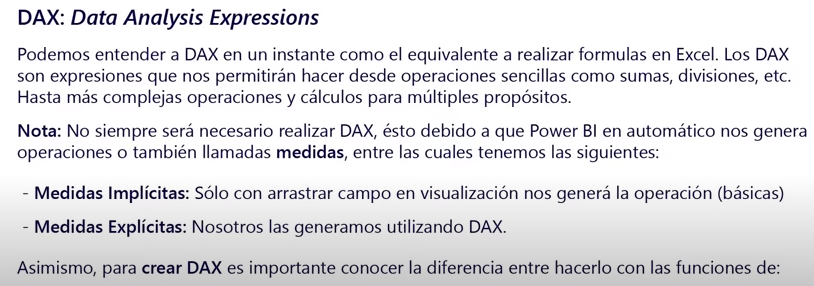 DAX: Data Analysis Expressions
Podemos entender a DAX en un instante como el equivalente a realizar formulas en Excel. Los DAX
son expresiones que nos permitirán hacer desde operaciones sencillas como sumas, divisiones, etc.
Hasta más complejas operaciones y cálculos para múltiples propósitos.
Nota: No siempre será necesario realizar DAX, ésto debido a que Power BI en automático nos genera
operaciones o también llamadas medidas, entre las cuales tenemos las siguientes:
- Medidas Implícitas: Sólo con arrastrar campo en visualización nos generá la operación (básicas)
- Medidas Explícitas: Nosotros las generamos utilizando DAX.
Asimismo, para crear DAX es importante conocer la diferencia entre hacerlo con las funciones de: